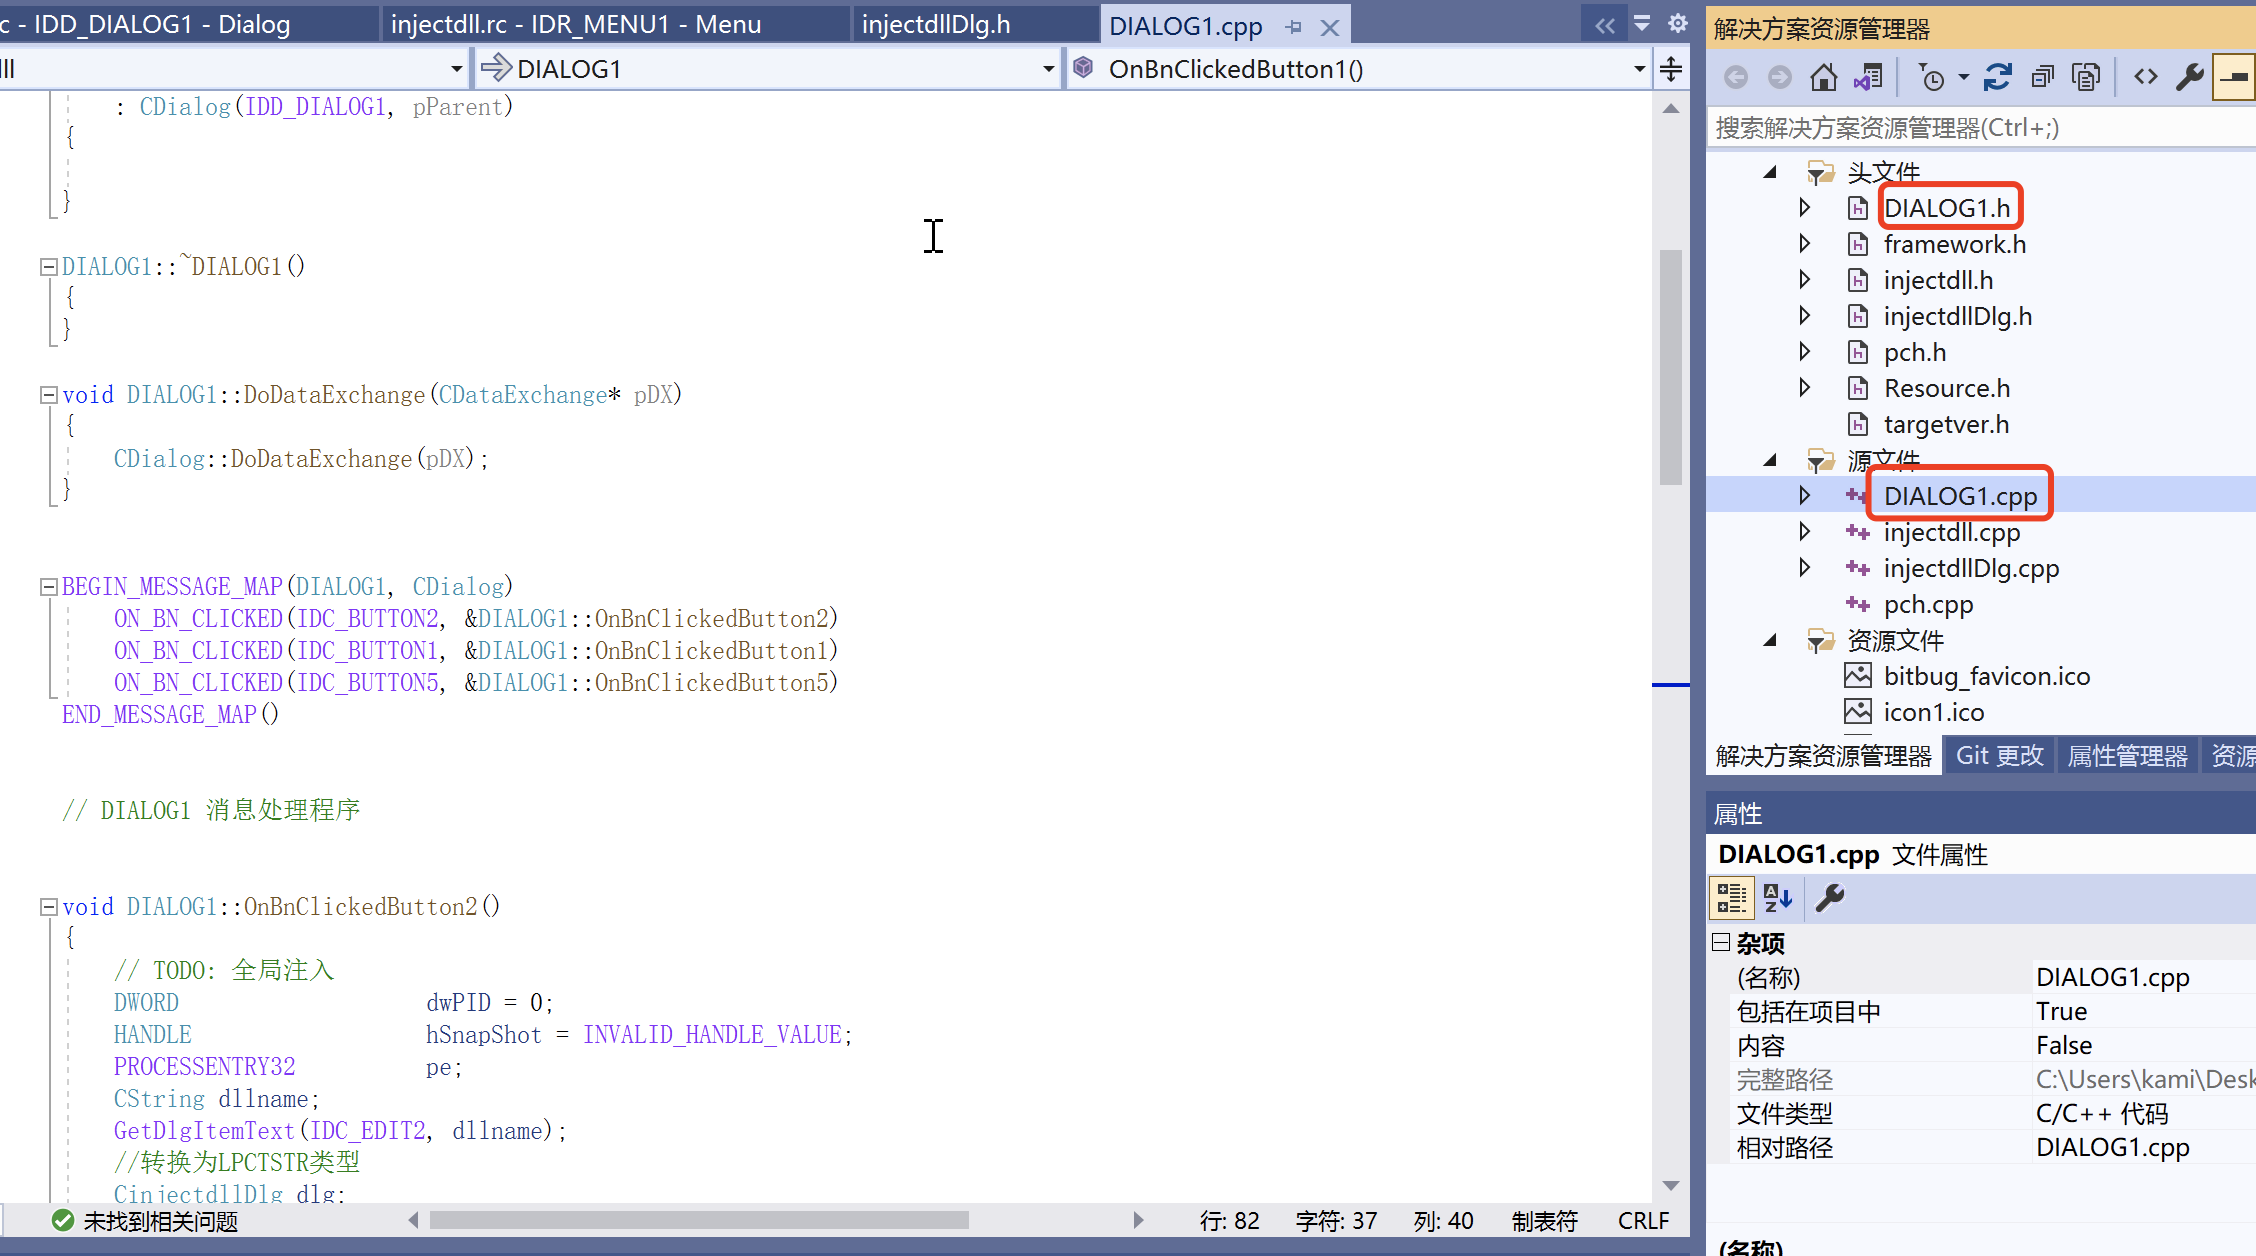 c - IDD_DIALOG1 - Dialog
injectdll.rc - IDR_MENU1 - Menu
injectdllDlg.h
DIALOG1.cpp
DIALOG1
OnBnClickedButton1()
: CDialog(IDD_DIALOG1, pParent)
{
}
DIALOG1::~DIALOG1()
{
}
void DIALOG1::DoDataExchange(CDataExchange* pDX)
{
CDialog::DoDataExchange(pDX);
}
BEGIN_MESSAGE_MAP(DIALOG1, CDialog)
ON_BN_CLICKED(IDC_BUTTON2, &DIALOG1::OnBnClickedButton2)
ON_BN_CLICKED(IDC_BUTTON1, &DIALOG1::OnBnClickedButton1)
ON_BN_CLICKED(IDC_BUTTON5, &DIALOG1::OnBnClickedButton5)
END_MESSAGE_MAP()
// DIALOG1 消息处理程序
void DIALOG1::OnBnClickedButton2()
{
// TODO: 全局注入
DWORD dwPID = 0;
HANDLE hSnapShot = INVALID_HANDLE_VALUE;
PROCESSENTRY32 pe;
CString dllname;
GetDlgItemText(IDC_EDIT2, dllname);
//转换为LPCTSTR类型
CinjectdllDlg dlg;
未找到相关问题
行: 82
字符: 37
列: 40
制表符
CRLF
解决方案资源管理器
搜索解决方案资源管理器(Ctrl+;)
头文件
DIALOG1.h
framework.h
injectdll.h
injectdllDlg.h
pch.h
Resource.h
targetver.h
源文件
DIALOG1.cpp
injectdll.cpp
injectdllDlg.cpp
pch.cpp
资源文件
bitbug_favicon.ico
icon1.ico
解决方案资源管理器
Git 更改
属性管理器
资源
属性
DIALOG1.cpp 文件属性
杂项
(名称) DIALOG1.cpp
包括在项目中 True
内容 False
完整路径 C:\Users\kami\Desk
文件类型 C/C++ 代码
相对路径 DIALOG1.cpp
(名称)